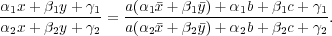 \frac{\alpha_1 x + \beta_1 y + \gamma_1}{\alpha_2 x + \beta_2 y + \gamma_2} = \frac{a(\alpha_1 \bar{x} + \beta_1 \bar{y}) + \alpha_1 b + \beta_1 c + \gamma_1}{a(\alpha_2 \bar{x} + \beta_2 \bar{y}) + \alpha_2 b + \beta_2 c + \gamma_2}.